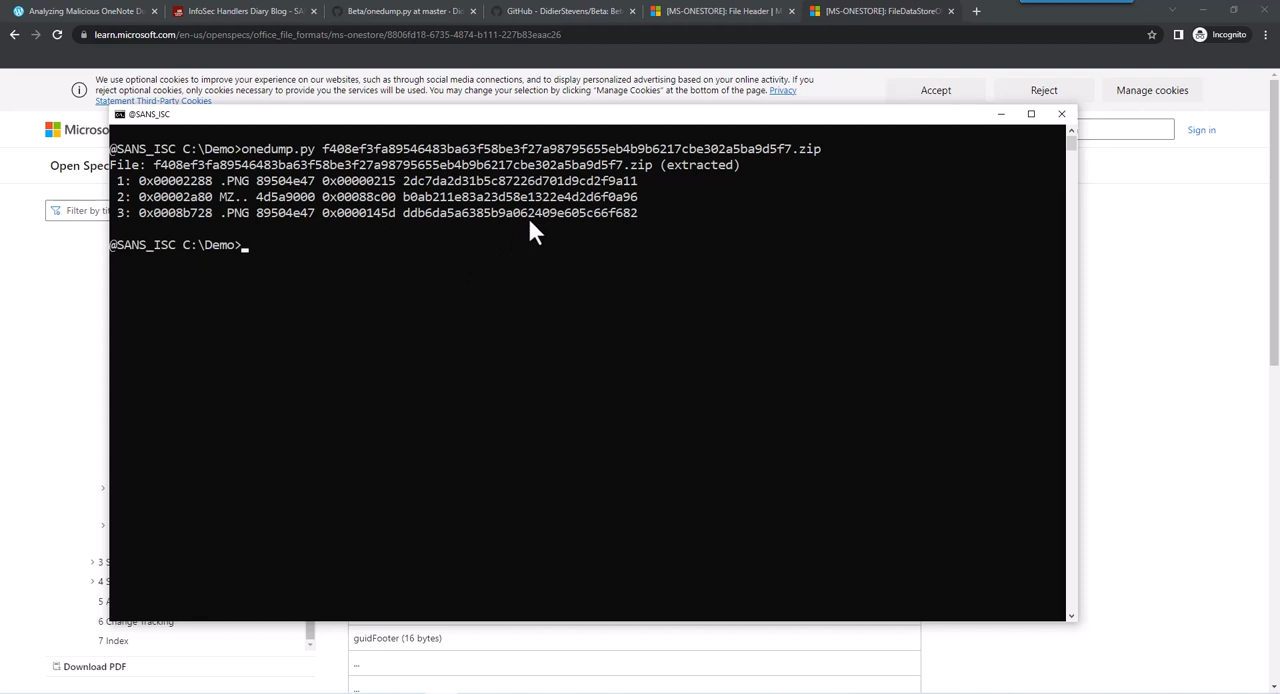 Analyzing Malicious OneNote D
InfoSec Handlers Diary Blog - SA
Beta/onedump.py at master · Di
GitHub - DidierStevens/Beta: Be
[MS-ONESTORE]: File Header | M
[MS-ONESTORE]: FileDataStoreO
learn.microsoft.com/en-us/openspecs/office_file_formats/ms-onestore/8806fd18-6735-4874-b111-227b83eaac26
Incognito
We use optional cookies to improve your experience on our websites, such as through social media connections, and to display personalized advertising based on your online activity. If you
reject optional cookies, only cookies necessary to provide you the services will be used. You may change your selection by clicking "Manage Cookies" at the bottom of the page. Privacy
Statement Third-Party Cookies
Accept
Reject
Manage cookies
@SANS_ISC
Microso
Sign in
Open Spec
Filter by ti
@SANS_ISC C:\Demo>onedump.py f408ef3fa89546483ba63f58be3f27a98795655eb4b9b6217cbe302a5ba9d5f7.zip
File: f408ef3fa89546483ba63f58be3f27a98795655eb4b9b6217cbe302a5ba9d5f7.zip (extracted)
1: 0x00002288 .PNG 89504e47 0x00000215 2dc7da2d31b5c87226d701d9cd2f9a11
2: 0x00002a80 MZ.. 4d5a9000 0x00088c00 b0ab211e83a23d58e1322e4d2d6f0a96
3: 0x0008b728 .PNG 89504e47 0x0000145d ddb6da5a6385b9a062409e605c66f682
@SANS_ISC C:\Demo>
3 S
4 S
5 A
6 Change Tracking
7 Index
Download PDF
guidFooter (16 bytes)
...
...